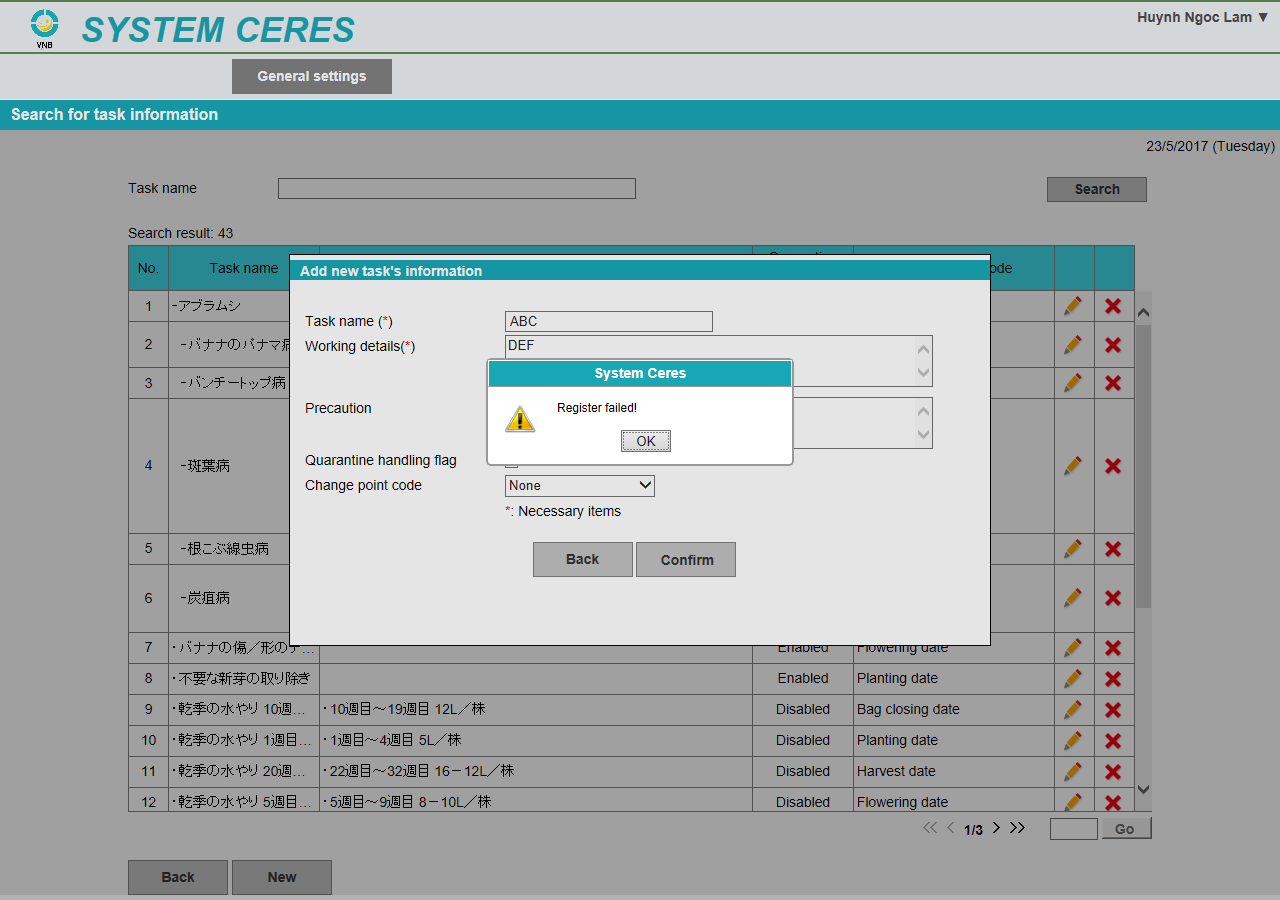 VNB
SYSTEM CERES
Huynh Ngoc Lam ▼
General settings
Search for task information
23/5/2017 (Tuesday)
Task name
Search
Search result: 43
No. Task name
ode
Add new task's information
Task name (*) ABC
Working details(*) DEF
Precaution
Quarantine handling flag
Change point code None
*: Necessary items
Back Confirm
System Ceres
Register failed!
OK
1 -アブラムシ
2 -バナナのパナマ病
3 -バンチートップ病
4 -斑葉病
5 -根こぶ線虫病
6 -炭疽病
7 ・バナナの傷／形のチ... Enabled Flowering date
8 ・不要な新芽の取り除き Enabled Planting date
9 ・乾季の水やり 10週... ・10週目～19週目 12L／株 Disabled Bag closing date
10 ・乾季の水やり 1週目... ・1週目～4週目 5L／株 Disabled Planting date
11 ・乾季の水やり 20週... ・22週目～32週目 16－12L／株 Disabled Harvest date
12 ・乾季の水やり 5週目... ・5週目～9週目 8－10L／株 Disabled Flowering date
1/3
Go
Back New